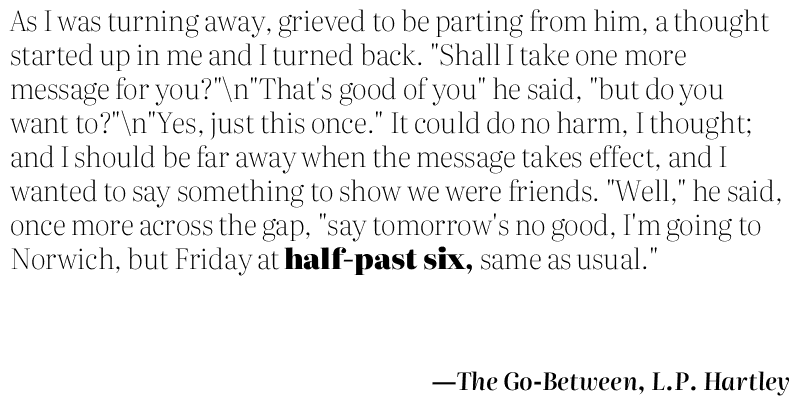 As I was turning away, grieved to be parting from him, a thought
started up in me and I turned back. "Shall I take one more
message for you?"\n"That's good of you" he said, "but do you
want to?"\n"Yes, just this once." It could do no harm, I thought;
and I should be far away when the message takes effect, and I
wanted to say something to show we were friends. "Well," he said,
once more across the gap, "say tomorrow's no good, I'm going to
Norwich, but Friday at half-past six, same as usual."
—The Go-Between, L.P. Hartley